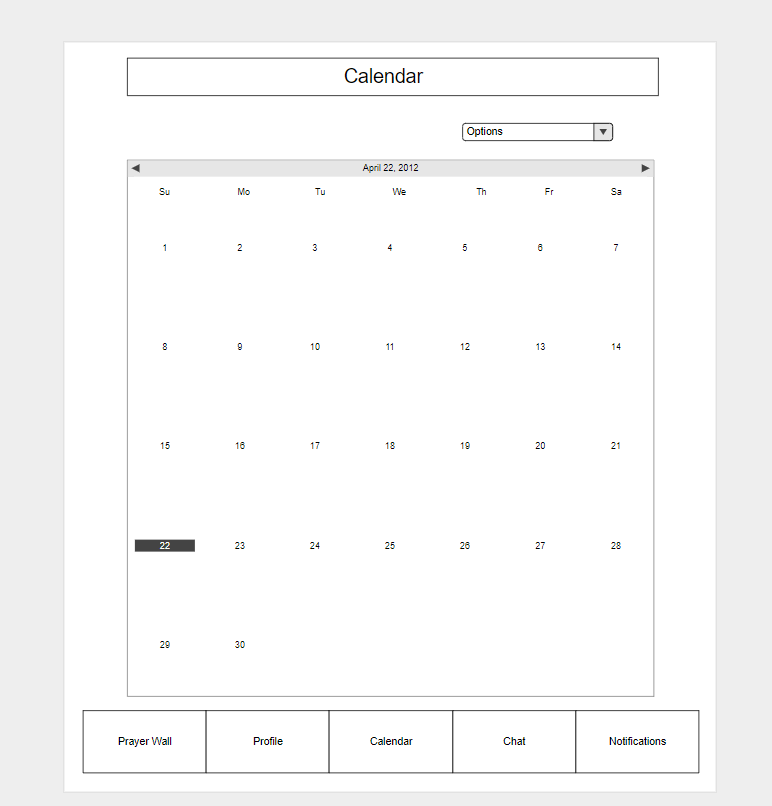 Calendar
Options
April 22, 2012
Su Mo Tu We Th Fr Sa
1 2 3 4 5 6 7
8 9 10 11 12 13 14
15 16 17 18 19 20 21
22 23 24 25 26 27 28
29 30
Prayer Wall Profile Calendar Chat Notifications